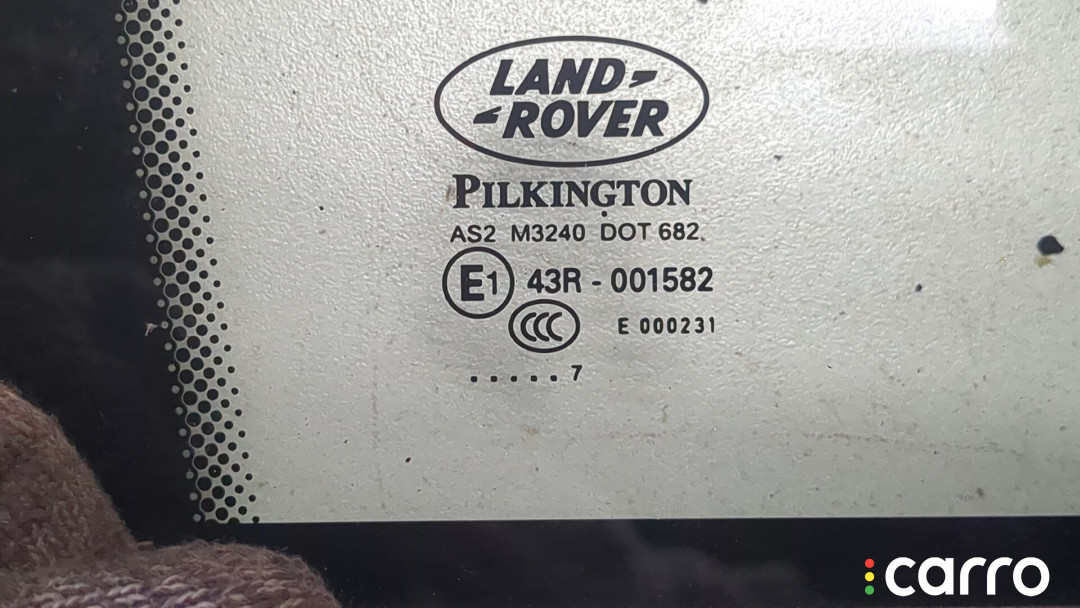 LAND-
-ROVER
PILKINGTON
AS2 M3240 DOT 682
E1 43R - 001582
CCC E 000231
.....7
carro